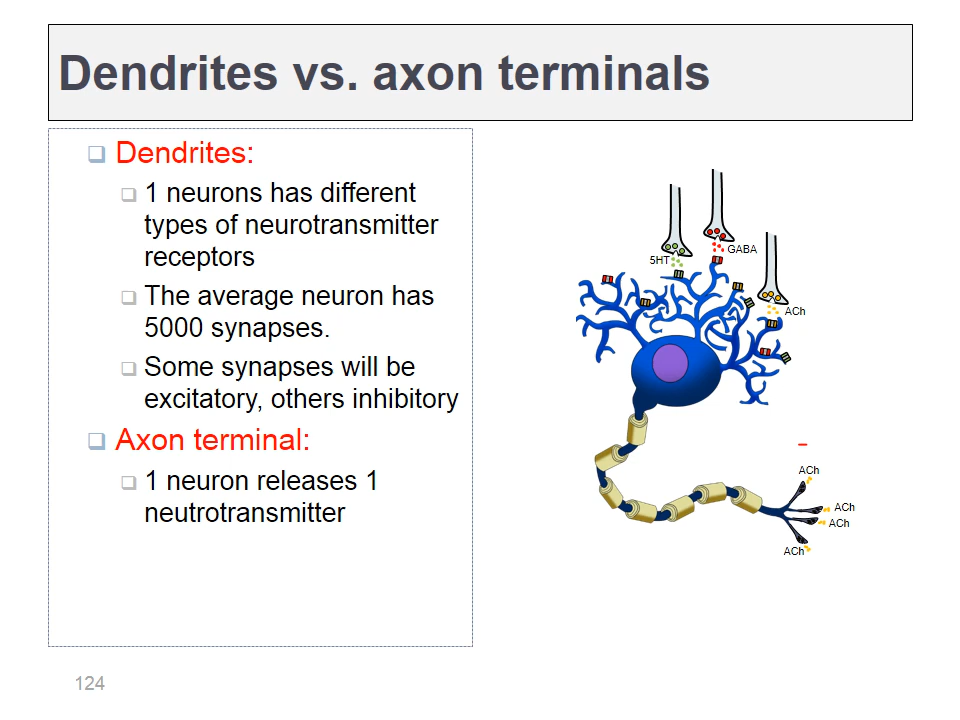 Dendrites vs. axon terminals
Dendrites:
1 neurons has different
types of neurotransmitter
receptors
The average neuron has
5000 synapses.
Some synapses will be
excitatory, others inhibitory
Axon terminal:
1 neuron releases 1
neutrotransmitter
5HT
GABA
ACh
ACh
ACh
ACh
ACh
124